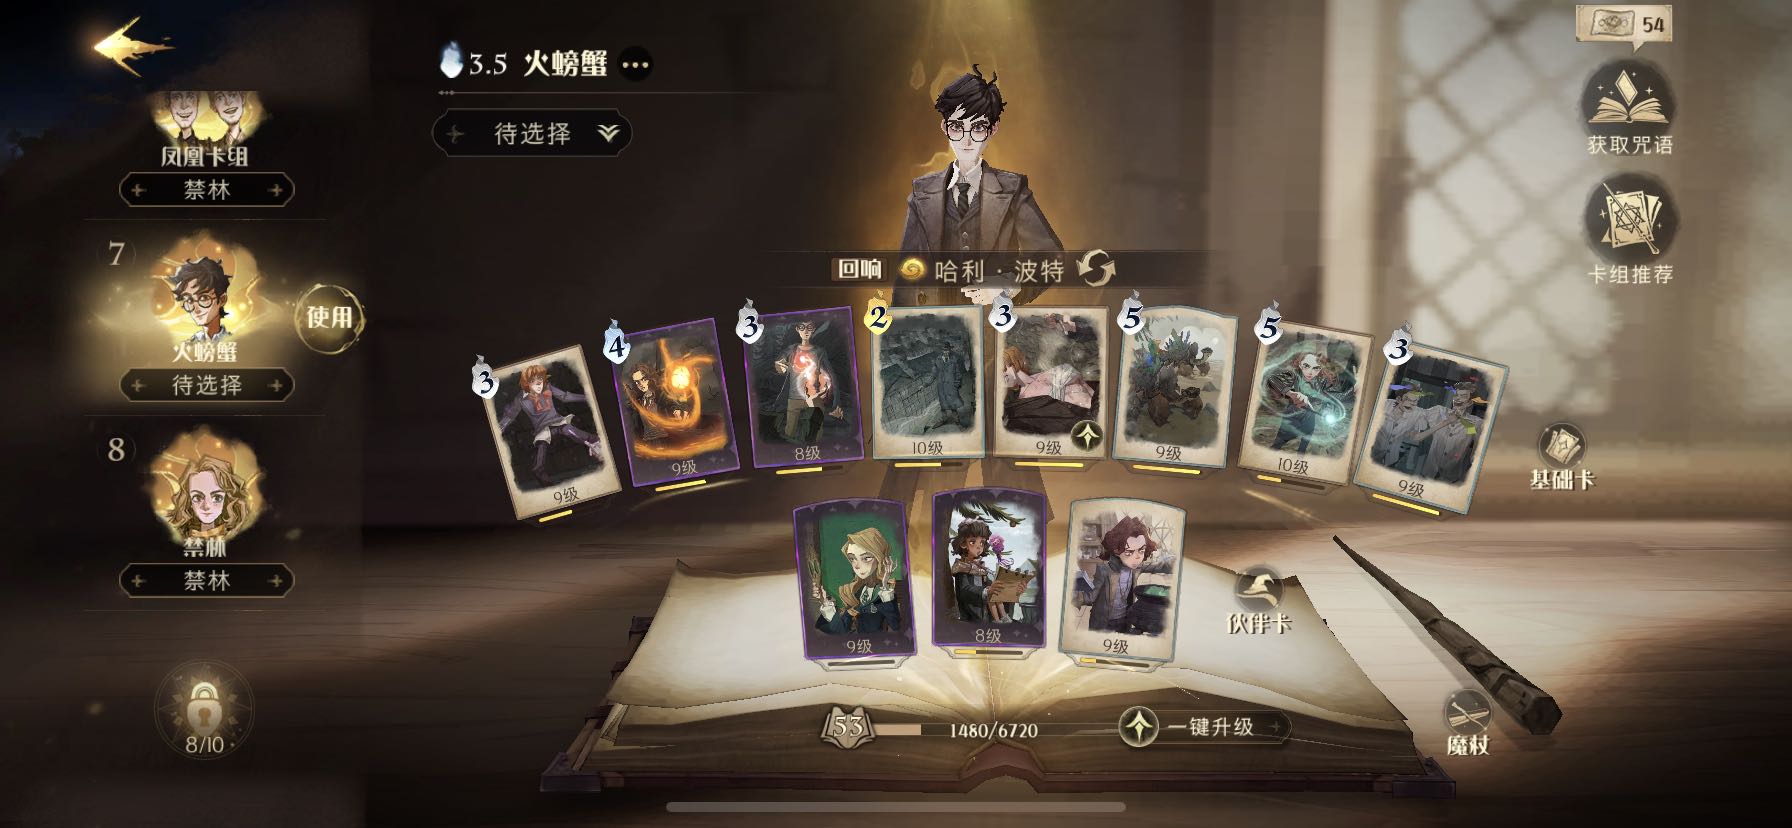 凤凰卡组
禁林
7
火螃蟹
使用
待选择
8
禁林
禁林
8/10
3.5 火螃蟹
待选择
54
获取咒语
卡组推荐
回响 哈利·波特
3
9级
4
9级
3
8级
2
10级
3
9级
5
9级
5
10级
3
9级
基础卡
9级
8级
9级
伙伴卡
53
1480/6720
一键升级
魔杖